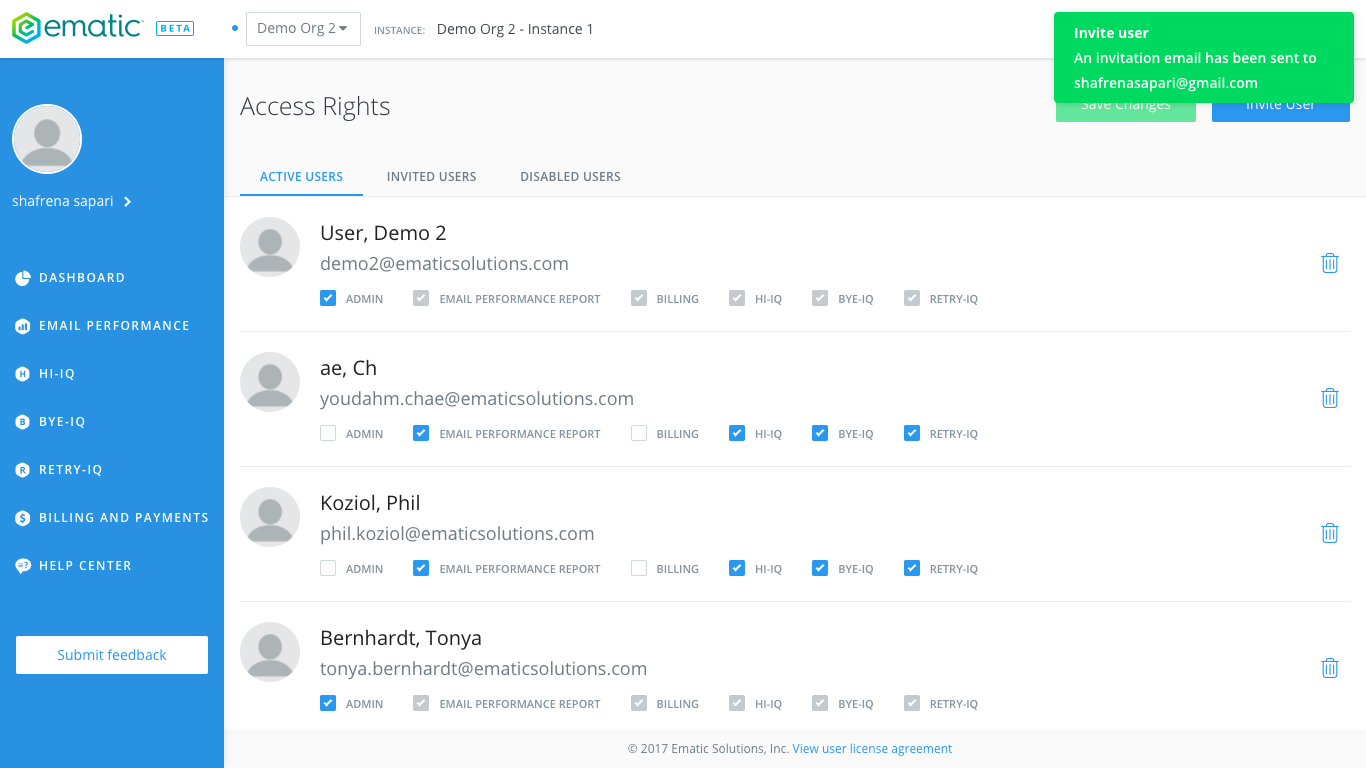 ematic BETA
Demo Org 2
INSTANCE: Demo Org 2 - Instance 1
Invite user
An invitation email has been sent to
shafrenasapari@gmail.com
Access Rights
Save Changes
Invite User
shafrena sapari
DASHBOARD
EMAIL PERFORMANCE
H HI-IQ
B BYE-IQ
R RETRY-IQ
$ BILLING AND PAYMENTS
HELP CENTER
Submit feedback
ACTIVE USERS INVITED USERS DISABLED USERS
User, Demo 2
demo2@ematicsolutions.com
ADMIN EMAIL PERFORMANCE REPORT BILLING HI-IQ BYE-IQ RETRY-IQ
ae, Ch
youdahm.chae@ematicsolutions.com
ADMIN EMAIL PERFORMANCE REPORT BILLING HI-IQ BYE-IQ RETRY-IQ
Koziol, Phil
phil.koziol@ematicsolutions.com
ADMIN EMAIL PERFORMANCE REPORT BILLING HI-IQ BYE-IQ RETRY-IQ
Bernhardt, Tonya
tonya.bernhardt@ematicsolutions.com
ADMIN EMAIL PERFORMANCE REPORT BILLING HI-IQ BYE-IQ RETRY-IQ
© 2017 Ematic Solutions, Inc. View user license agreement